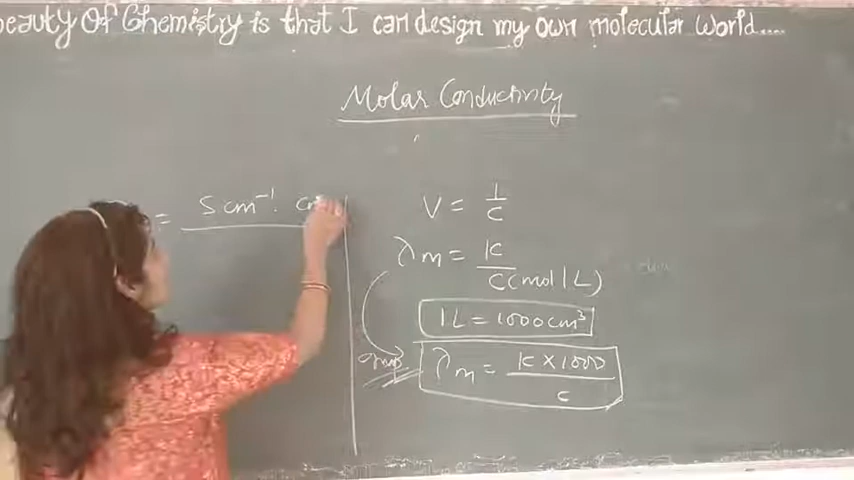 beauty Of Chemistry is that I can design my own molecular world....
Molar Conductivity
= S cm⁻¹.
V = 1/C
λm = K / C(mol/L)
1L = 1000cm³
λm = K × 1000 / c